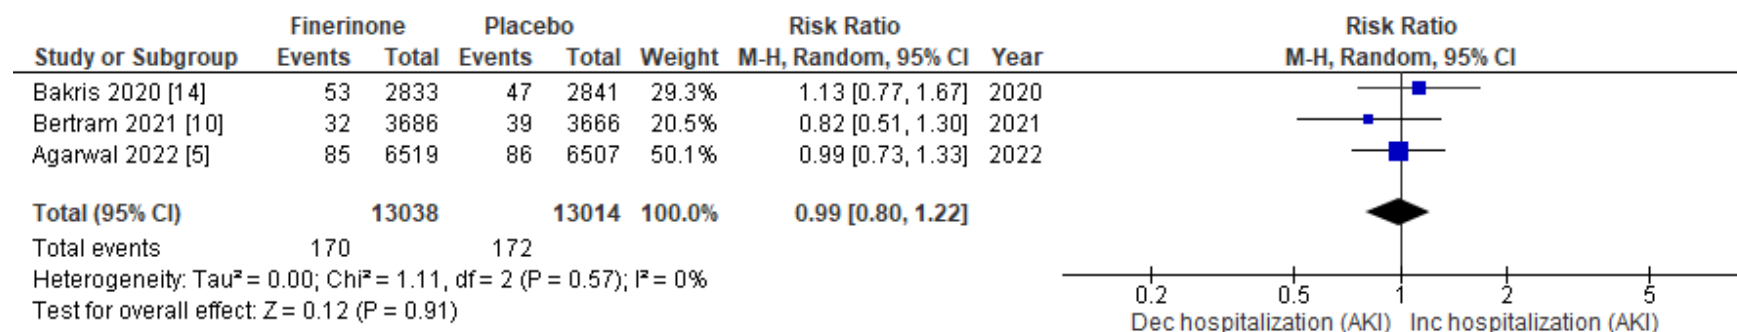 Finerinone Placebo Risk Ratio Risk Ratio
Study or Subgroup Events Total Events Total Weight M-H, Random, 95% CI Year M-H, Random, 95% CI
Bakris 2020 [14] 53 2833 47 2841 29.3% 1.13 [0.77, 1.67] 2020
Bertram 2021 [10] 32 3686 39 3666 20.5% 0.82 [0.51, 1.30] 2021
Agarwal 2022 [5] 85 6519 86 6507 50.1% 0.99 [0.73, 1.33] 2022
Total (95% CI) 13038 13014 100.0% 0.99 [0.80, 1.22]
Total events 170 172
Heterogeneity: Tau² = 0.00; Chi² = 1.11, df = 2 (P = 0.57); I² = 0%
Test for overall effect: Z = 0.12 (P = 0.91)
0.2 0.5 1 2 5
Dec hospitalization (AKI) Inc hospitalization (AKI)